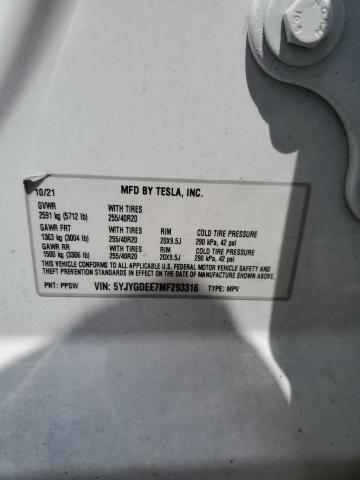 10/21 MFD BY TESLA, INC.
GVWR WITH TIRES
2591 kg (5712 lb) 255/40R20
GAWR FRT WITH TIRES RIM COLD TIRE PRESSURE
1363 kg (3004 lb) 255/40R20 20X9.5J 290 kPa, 42 psi
GAWR RR WITH TIRES RIM COLD TIRE PRESSURE
1500 kg (3306 lb) 255/40R20 20X9.5J 290 kPa, 42 psi
THIS VEHICLE CONFORMS TO ALL APPLICABLE U.S. FEDERAL MOTOR VEHICLE SAFETY AND
THEFT PREVENTION STANDARDS IN EFFECT ON THE DATE OF MANUFACTURE SHOWN ABOVE.
PNT: PPSW VIN: 5YJYGDEE7MF293316 TYPE: MPV